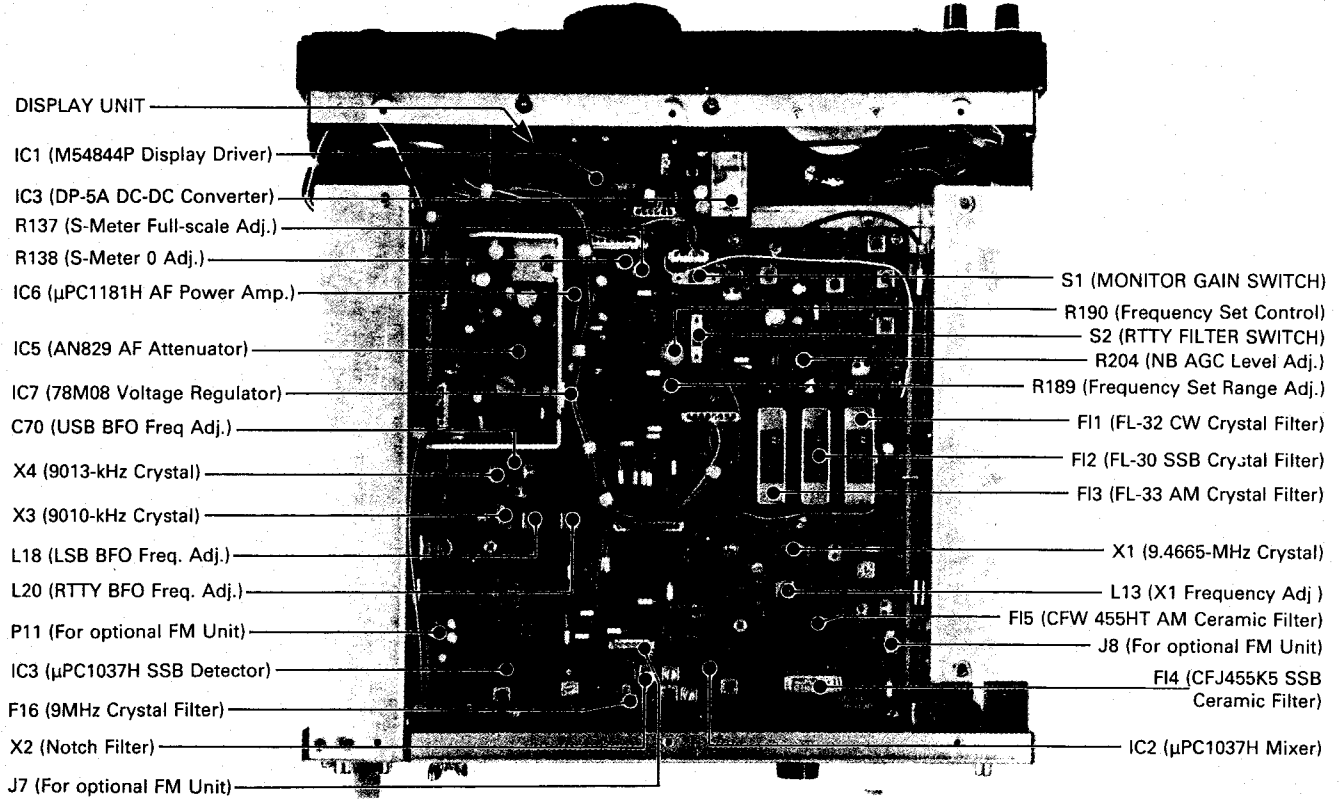 DISPLAY UNIT
IC1 (M54844P Display Driver)
IC3 (DP-5A DC-DC Converter)
R137 (S-Meter Full-scale Adj.)
R138 (S-Meter 0 Adj.)
IC6 (µPC1181H AF Power Amp.)
IC5 (AN829 AF Attenuator)
IC7 (78M08 Voltage Regulator)
C70 (USB BFO Freq Adj.)
X4 (9013-kHz Crystal)
X3 (9010-kHz Crystal)
L18 (LSB BFO Freq. Adj.)
L20 (RTTY BFO Freq. Adj.)
P11 (For optional FM Unit)
IC3 (µPC1037H SSB Detector)
F16 (9MHz Crystal Filter)
X2 (Notch Filter)
J7 (For optional FM Unit)
S1 (MONITOR GAIN SWITCH)
R190 (Frequency Set Control)
S2 (RTTY FILTER SWITCH)
R204 (NB AGC Level Adj.)
R189 (Frequency Set Range Adj.)
FI1 (FL-32 CW Crystal Filter)
FI2 (FL-30 SSB Crystal Filter)
FI3 (FL-33 AM Crystal Filter)
X1 (9.4665-MHz Crystal)
L13 (X1 Frequency Adj )
FI5 (CFW 455HT AM Ceramic Filter)
J8 (For optional FM Unit)
FI4 (CFJ455K5 SSB
Ceramic Filter)
IC2 (µPC1037H Mixer)